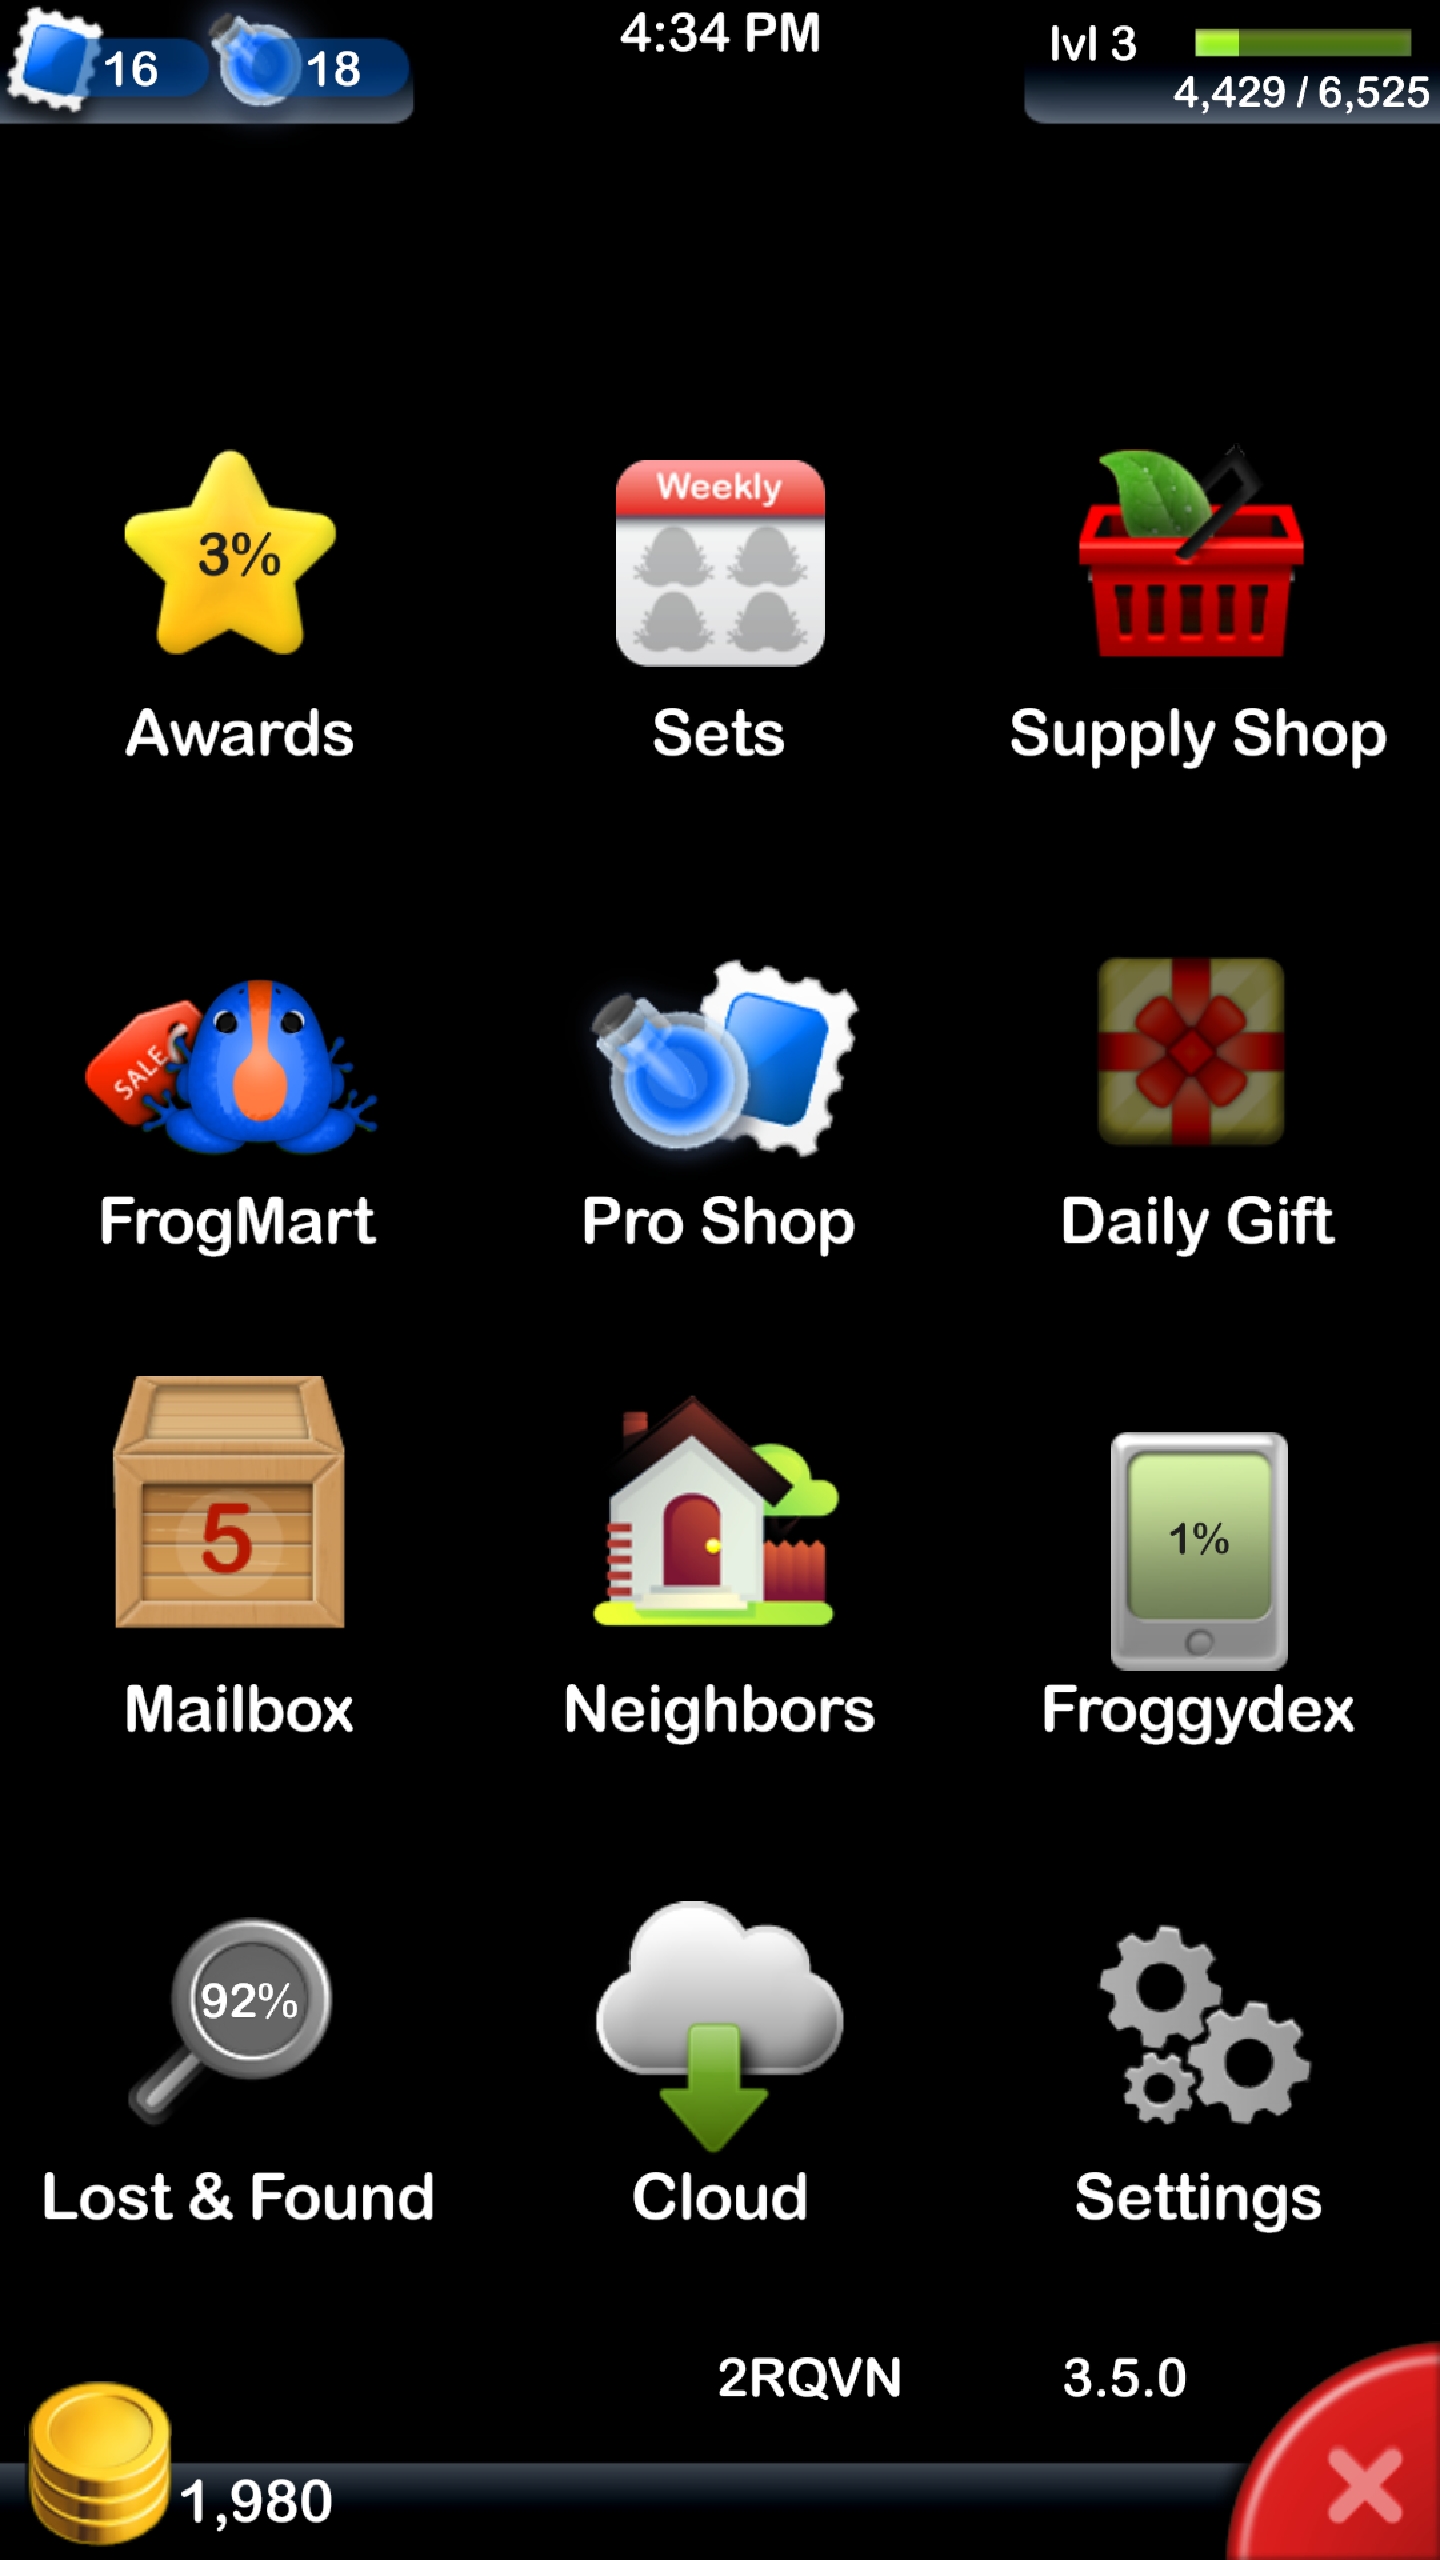 16
18
4:34 PM
lvl 3
4,429 / 6,525
3%
Weekly
Awards
Sets
Supply Shop
SALE
FrogMart
Pro Shop
Daily Gift
5
1%
Mailbox
Neighbors
Froggydex
92%
Lost & Found
Cloud
Settings
2RQVN
3.5.0
1,980